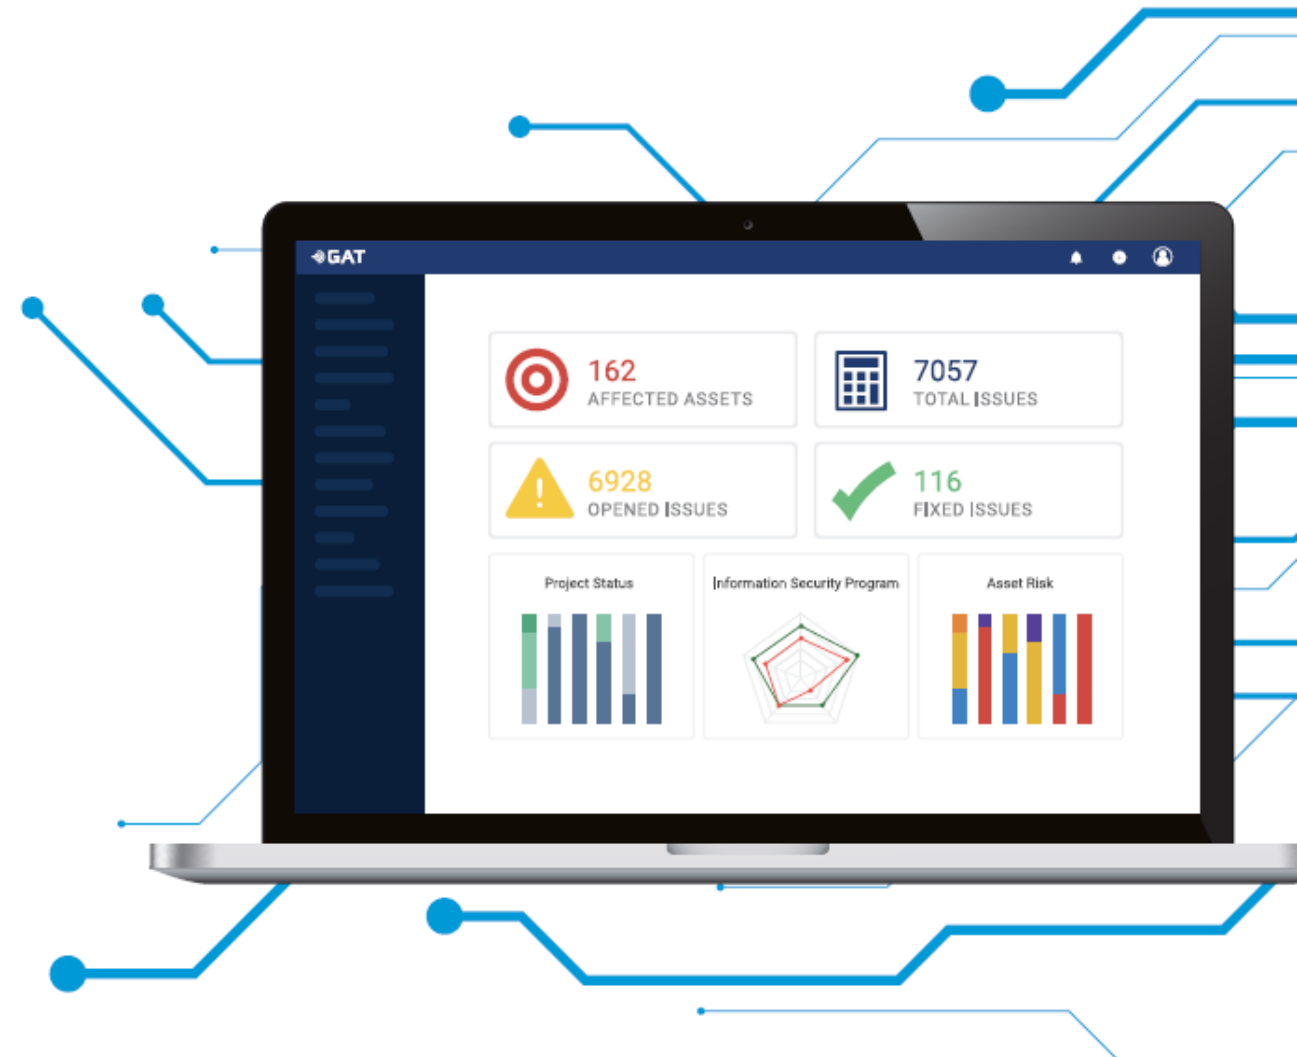 GAT
162
AFFECTED ASSETS
7057
TOTAL ISSUES
6928
OPENED ISSUES
116
FIXED ISSUES
Project Status
Information Security Program
Asset Risk